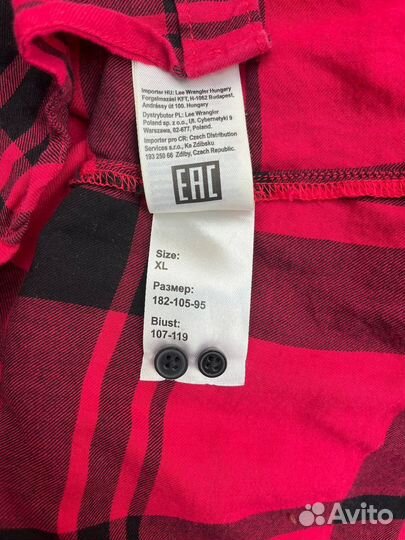 Importer HU: Lee Wrangler Hungary
Forgalmazási KFT, H-1062 Budapest,
Andrássy út 100. Hungary
Dystrybutor PL: Lee Wrangler
Poland sp. z o.o., Ul. Cybernetyki 9
Warszawa, 02-677, Poland.
Importer pro CR: Czech Distribution
Services s.r.o., Ke Zdibsku
193 250 66 Zdiby, Czech Republic.
EAC
Size:
XL
Размер:
182-105-95
Biust:
107-119
Avito